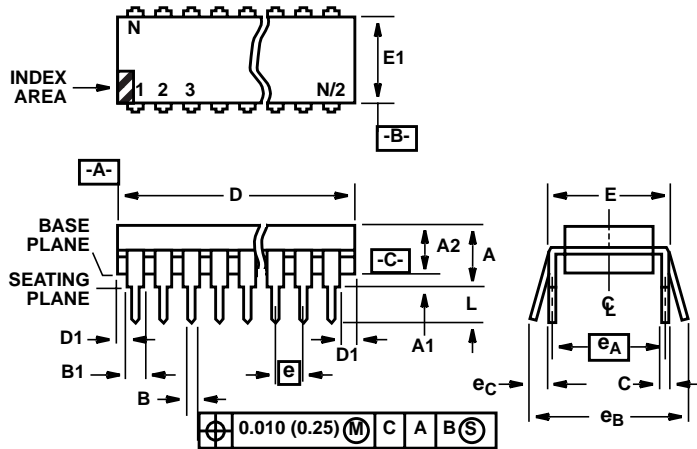 N
E1
INDEX
AREA
1 2 3 N/2
-B-
-A-
D
E
BASE
PLANE
A2
A
-C-
SEATING
PLANE
L
C
L
D1
A1
D1
eA
B1
e
eC
C
B
eB
0.010 (0.25) M C A B S